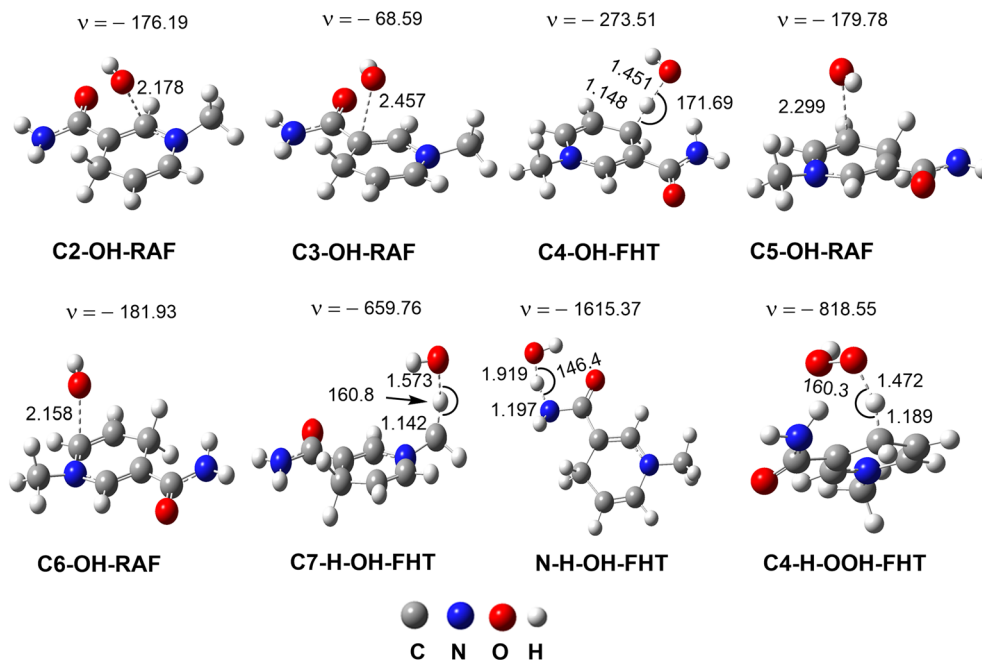 ν = − 176.19
ν = − 68.59
ν = − 273.51
ν = − 179.78
2.178
2.457
1.451
1.148
171.69
2.299
C2-OH-RAF
C3-OH-RAF
C4-OH-FHT
C5-OH-RAF
ν = − 181.93
ν = − 659.76
ν = − 1615.37
ν = − 818.55
2.158
1.573
160.8
1.142
1.919
146.4
1.197
160.3
1.472
1.189
C6-OH-RAF
C7-H-OH-FHT
N-H-OH-FHT
C4-H-OOH-FHT
C N O H